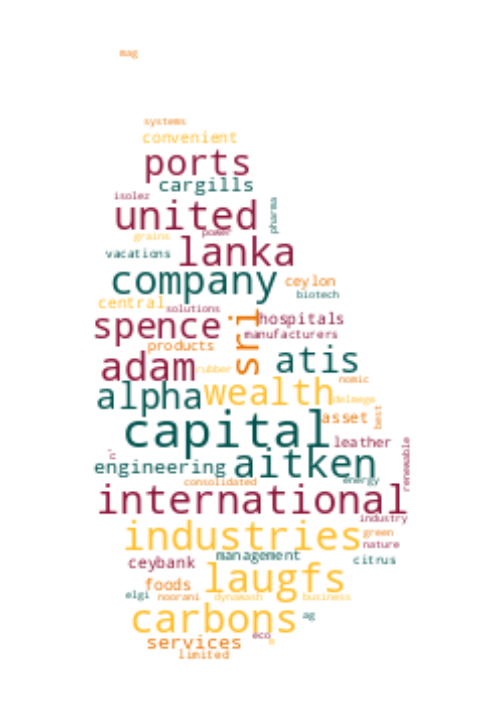 mag
systems
convenient
ports
cargills
isolez
united
pharma
grains
power
vacations
lanka
company
ceylon
biotech
central
solutions
spence
sri
hospitals
manufacturers
products
atis
adam
rubber
nomic
alpha
wealth
delmege
asset
best
capital
leather
renewable
c
engineering
aitken
energy
consolidated
international
industry
industries
green
nature
management
ceybank
citrus
laugfs
foods
elgi
noorani
dynawash
business
carbons
ag
eco
services
limited